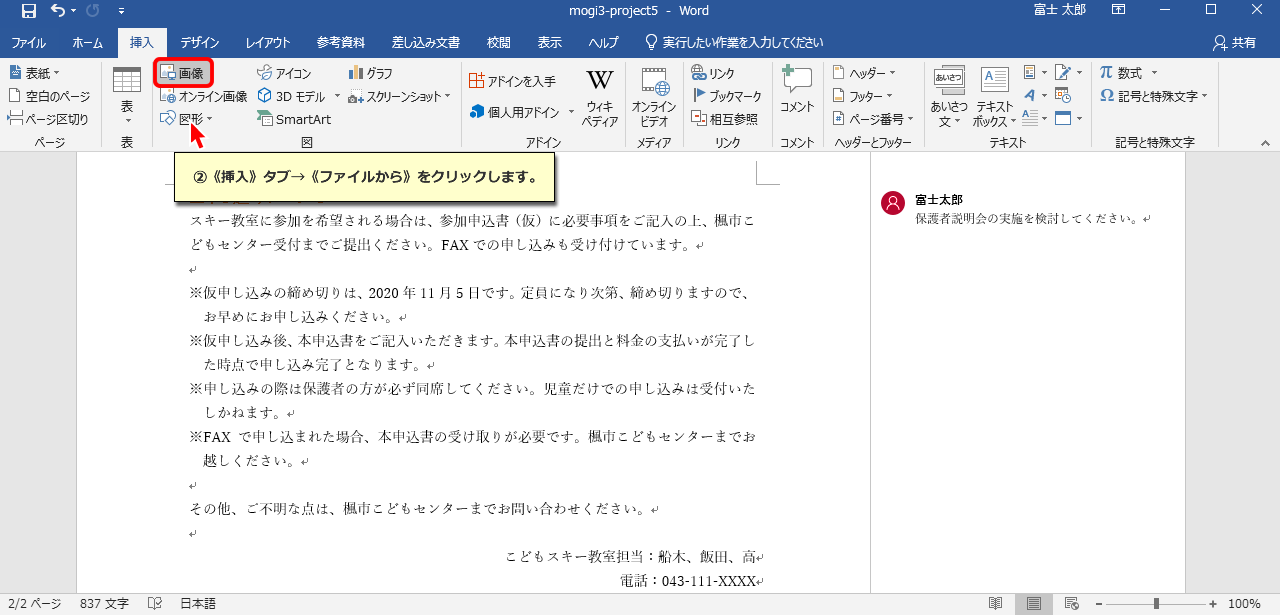 mogi3-project5 - Word
富士 太郎
ファイル ホーム 挿入 デザイン レイアウト 参考資料 差し込み文書 校閲 表示 ヘルプ 実行したい作業を入力してください 共有
表紙
空白のページ
ページ区切り
ページ
表
表
画像
オンライン画像
図形
アイコン
3D モデル
SmartArt
グラフ
スクリーンショット
図
アドインを入手
個人用アドイン
ウィキ
ペディア
アドイン
オンライン
ビデオ
メディア
リンク
ブックマーク
相互参照
リンク
コメント
コメント
ヘッダー
フッター
ページ番号
ヘッダーとフッター
あいさつ
あいさつ
文
テキスト
ボックス
テキスト
数式
記号と特殊文字
記号と特殊文字
②《挿入》タブ→《ファイルから》をクリックします。
スキー教室に参加を希望される場合は、参加申込書(仮)に必要事項をご記入の上、楓市こ
どもセンター受付までご提出ください。FAX での申し込みも受け付けています。
※仮申し込みの締め切りは、2020 年 11 月 5 日です。定員になり次第、締め切りますので、
お早めにお申し込みください。
※仮申し込み後、本申込書をご記入いただきます。本申込書の提出と料金の支払いが完了し
た時点で申し込み完了となります。
※申し込みの際は保護者の方が必ず同席してください。児童だけでの申し込みは受付いた
しかねます。
※FAX で申し込まれた場合、本申込書の受け取りが必要です。楓市こどもセンターまでお
越しください。
その他、ご不明な点は、楓市こどもセンターまでお問い合わせください。
こどもスキー教室担当：船木、飯田、高
電話：043-111-XXXX
富士太郎
保護者説明会の実施を検討してください。
2/2 ページ 837 文字 日本語 100%